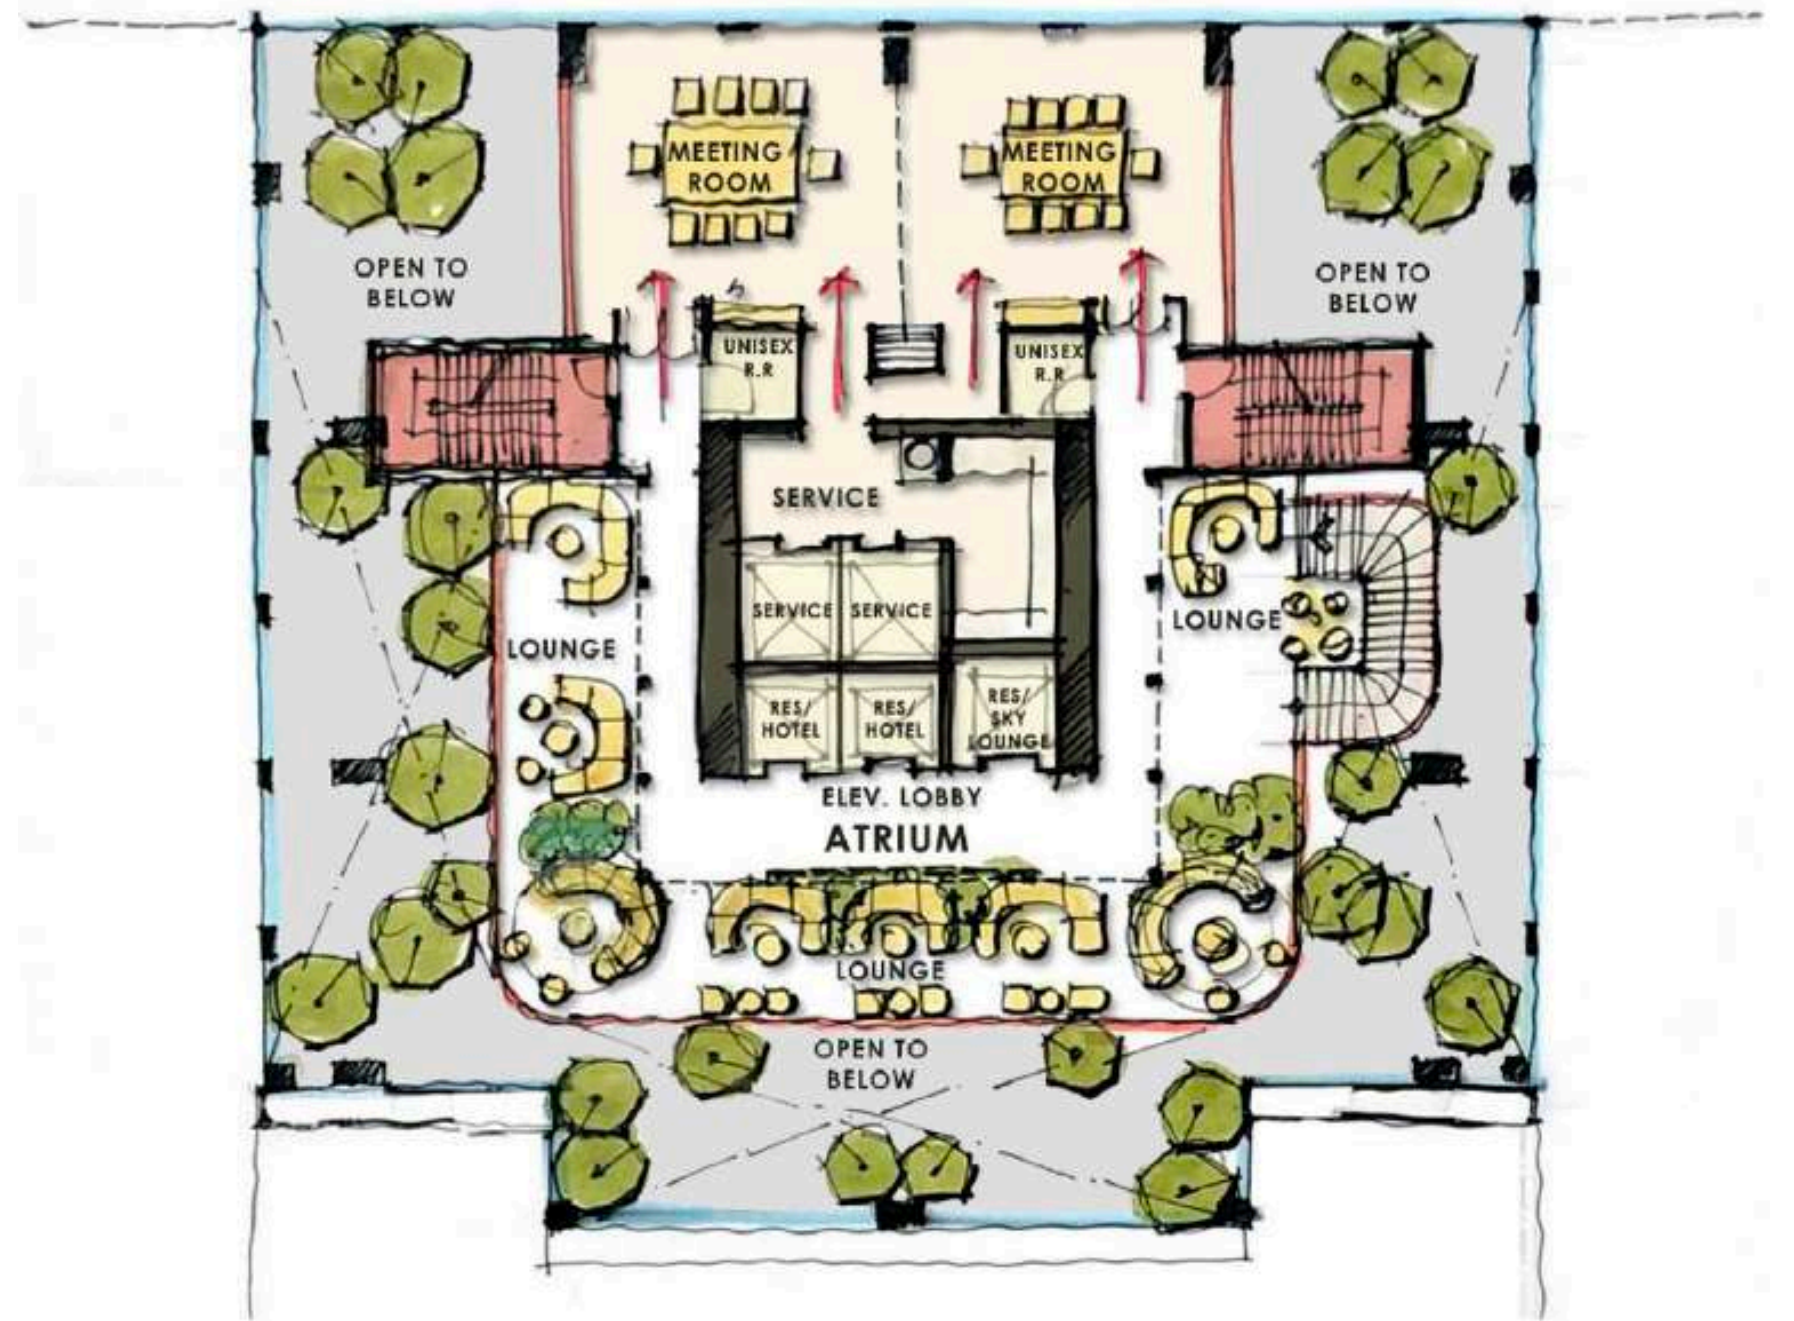 MEETING
ROOM
MEETING
ROOM
OPEN TO
BELOW
OPEN TO
BELOW
UNISEX
R.R
UNISEX
R.R
SERVICE
SERVICE
SERVICE
LOUNGE
LOUNGE
RES/
HOTEL
RES/
HOTEL
RES/
SKY
LOUNGE
ELEV. LOBBY
ATRIUM
LOUNGE
OPEN TO
BELOW